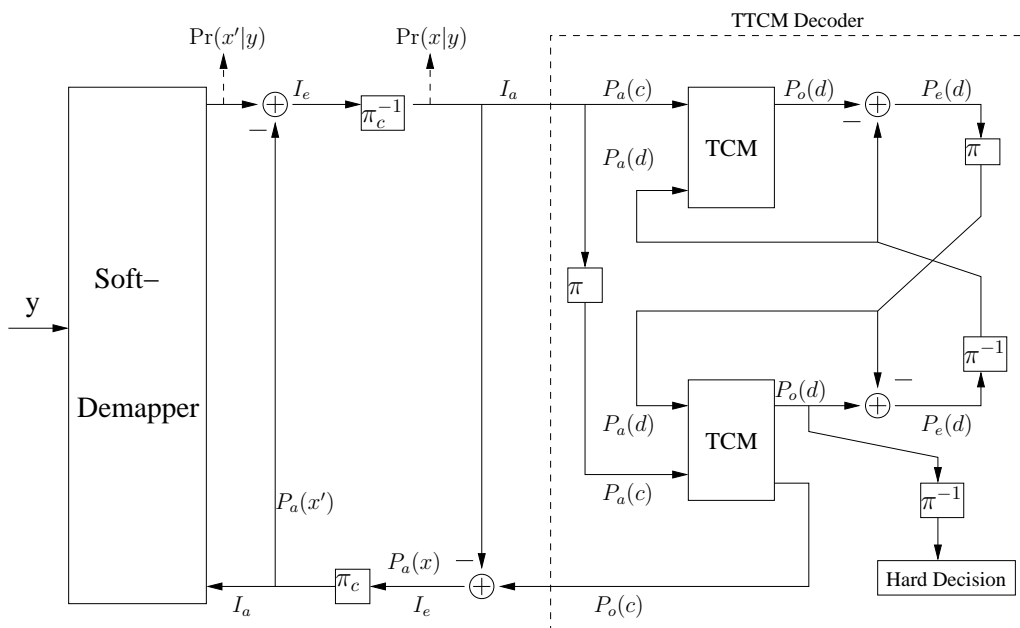 TTCM Decoder
Pr(x′|y)
Pr(x|y)
I_e
I_a
P_a(c)
P_o(d)
P_e(d)
+
+
−
−
π_c^{-1}
TCM
π
P_a(d)
Soft–
π
y
π^{-1}
Demapper
−
P_o(d)
+
P_a(d)
TCM
P_e(d)
P_a(c)
π^{-1}
P_a(x′)
−
P_a(x)
π_c
+
Hard Decision
I_a
I_e
P_o(c)